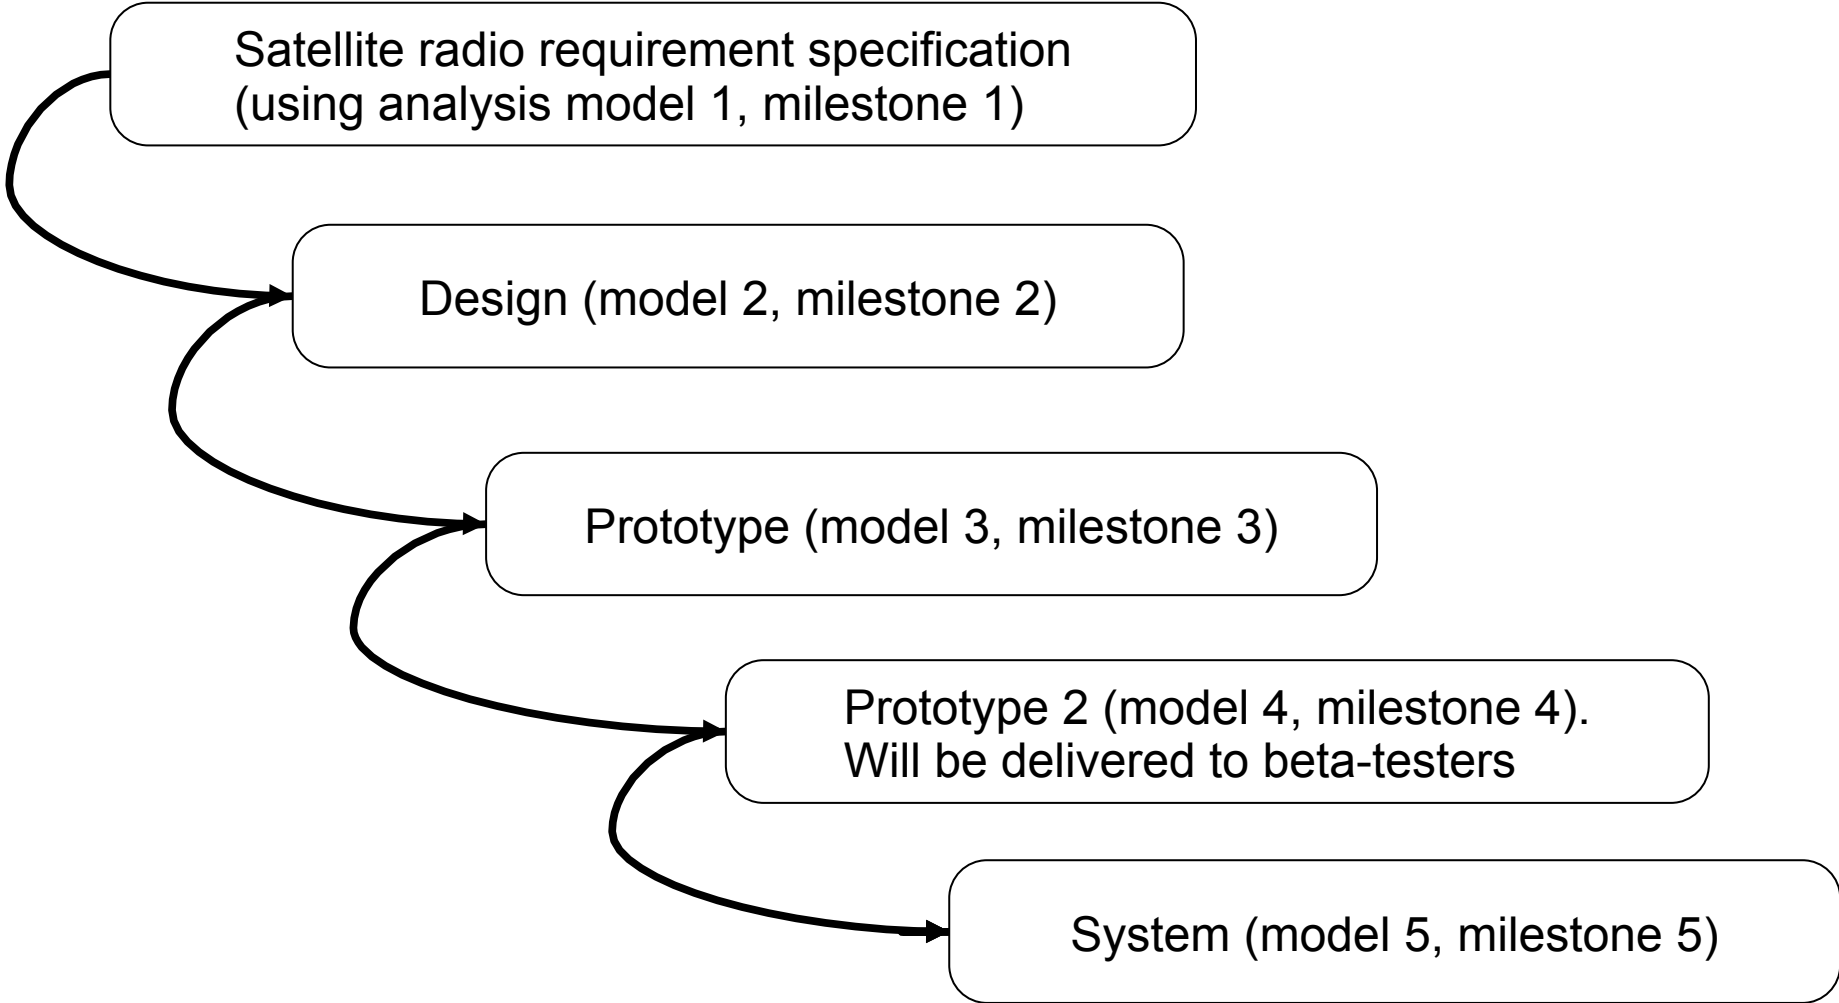 Satellite radio requirement specification
(using analysis model 1, milestone 1)
Design (model 2, milestone 2)
Prototype (model 3, milestone 3)
Prototype 2 (model 4, milestone 4).
Will be delivered to beta-testers
System (model 5, milestone 5)